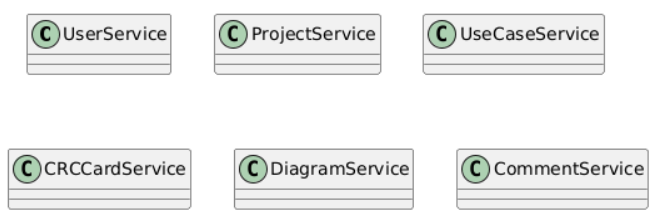 C UserService
C ProjectService
C UseCaseService
C CRCCardService
C DiagramService
C CommentService